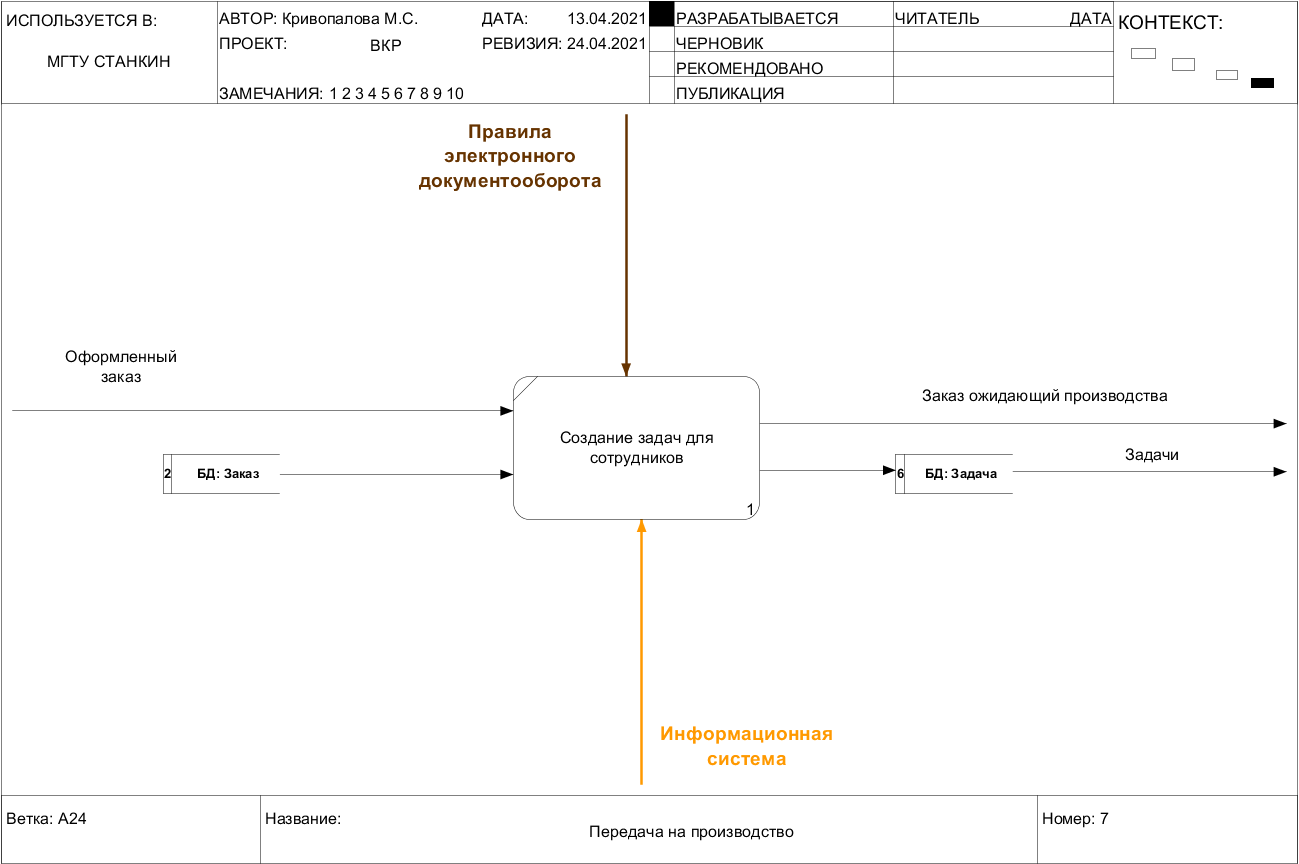 ИСПОЛЬЗУЕТСЯ В:
МГТУ СТАНКИН
АВТОР: Кривопалова М.С.
ДАТА: 13.04.2021
ПРОЕКТ: ВКР
РЕВИЗИЯ: 24.04.2021
ЗАМЕЧАНИЯ: 1 2 3 4 5 6 7 8 9 10
РАЗРАБАТЫВАЕТСЯ
ЧЕРНОВИК
РЕКОМЕНДОВАНО
ПУБЛИКАЦИЯ
ЧИТАТЕЛЬ ДАТА
КОНТЕКСТ:
Правила
электронного
документооборота
Оформленный
заказ
2 БД: Заказ
Создание задач для
сотрудников
1
Заказ ожидающий производства
6 БД: Задача
Задачи
Информационная
система
Ветка: A24
Название:
Передача на производство
Номер: 7